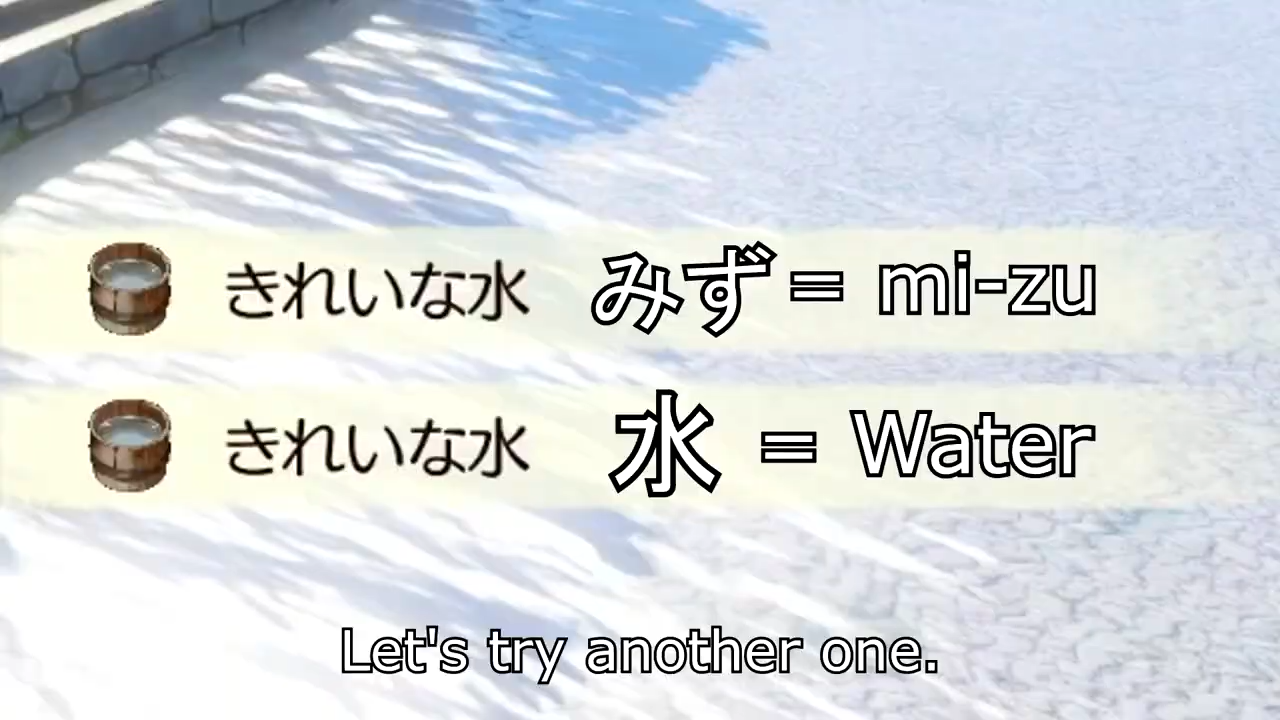 きれいな水 みず = mi-zu
きれいな水 水 = Water
Let's try another one.